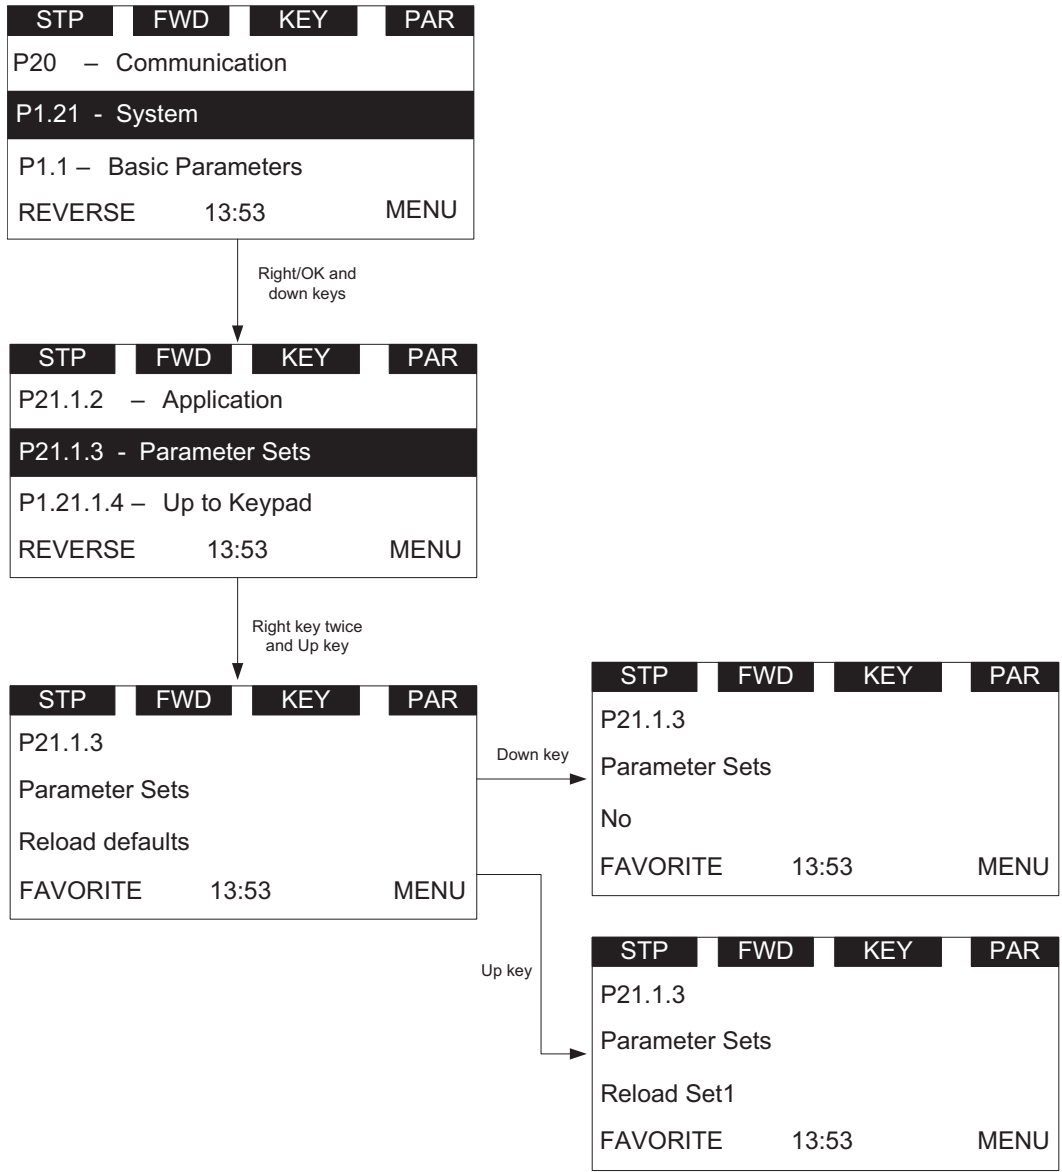 STP FWD KEY PAR
P20 – Communication
P1.21 - System
P1.1 – Basic Parameters
REVERSE 13:53 MENU
Right/OK and
down keys
STP FWD KEY PAR
P21.1.2 – Application
P21.1.3 - Parameter Sets
P1.21.1.4 – Up to Keypad
REVERSE 13:53 MENU
Right key twice
and Up key
STP FWD KEY PAR
P21.1.3
Parameter Sets
Reload defaults
FAVORITE 13:53 MENU
Down key
STP FWD KEY PAR
P21.1.3
Parameter Sets
No
FAVORITE 13:53 MENU
Up key
STP FWD KEY PAR
P21.1.3
Parameter Sets
Reload Set1
FAVORITE 13:53 MENU